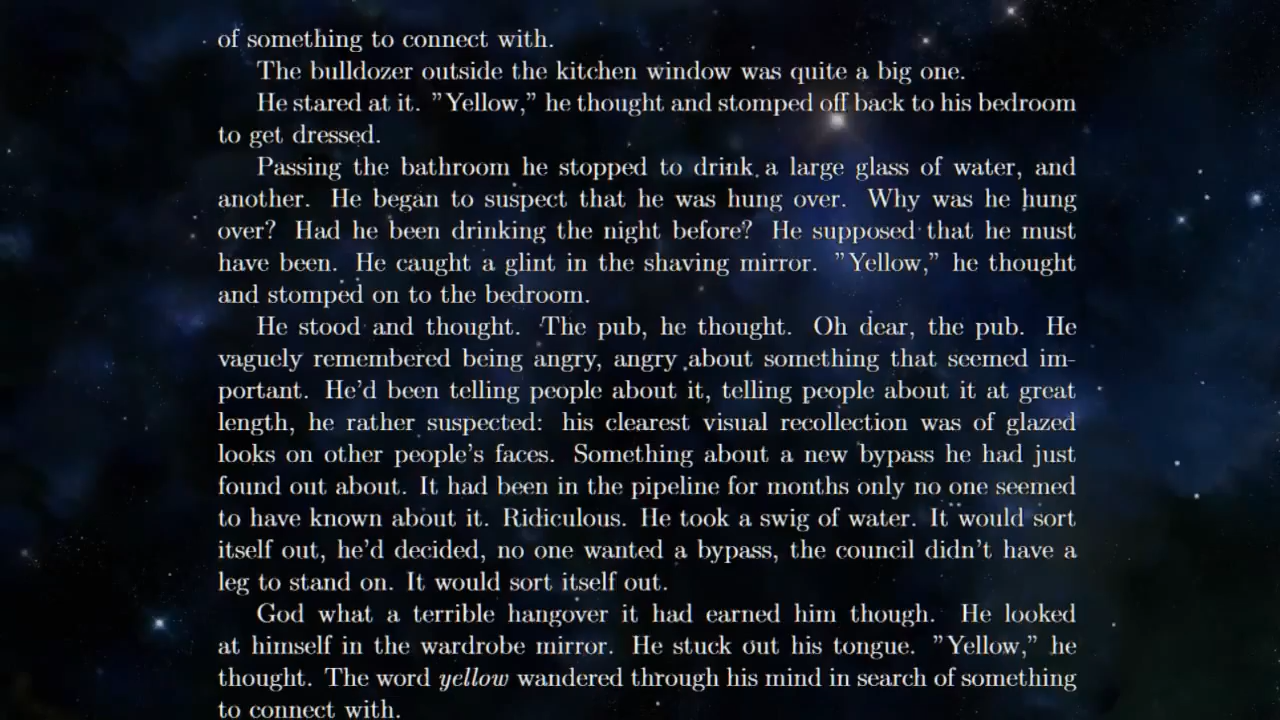 of something to connect with.
The bulldozer outside the kitchen window was quite a big one.
He stared at it. "Yellow," he thought and stomped off back to his bedroom
to get dressed.
Passing the bathroom he stopped to drink a large glass of water, and
another. He began to suspect that he was hung over. Why was he hung
over? Had he been drinking the night before? He supposed that he must
have been. He caught a glint in the shaving mirror. "Yellow," he thought
and stomped on to the bedroom.
He stood and thought. The pub, he thought. Oh dear, the pub. He
vaguely remembered being angry, angry about something that seemed im-
portant. He'd been telling people about it, telling people about it at great
length, he rather suspected: his clearest visual recollection was of glazed
looks on other people's faces. Something about a new bypass he had just
found out about. It had been in the pipeline for months only no one seemed
to have known about it. Ridiculous. He took a swig of water. It would sort
itself out, he'd decided, no one wanted a bypass, the council didn't have a
leg to stand on. It would sort itself out.
God what a terrible hangover it had earned him though. He looked
at himself in the wardrobe mirror. He stuck out his tongue. "Yellow," he
thought. The word yellow wandered through his mind in search of something
to connect with.